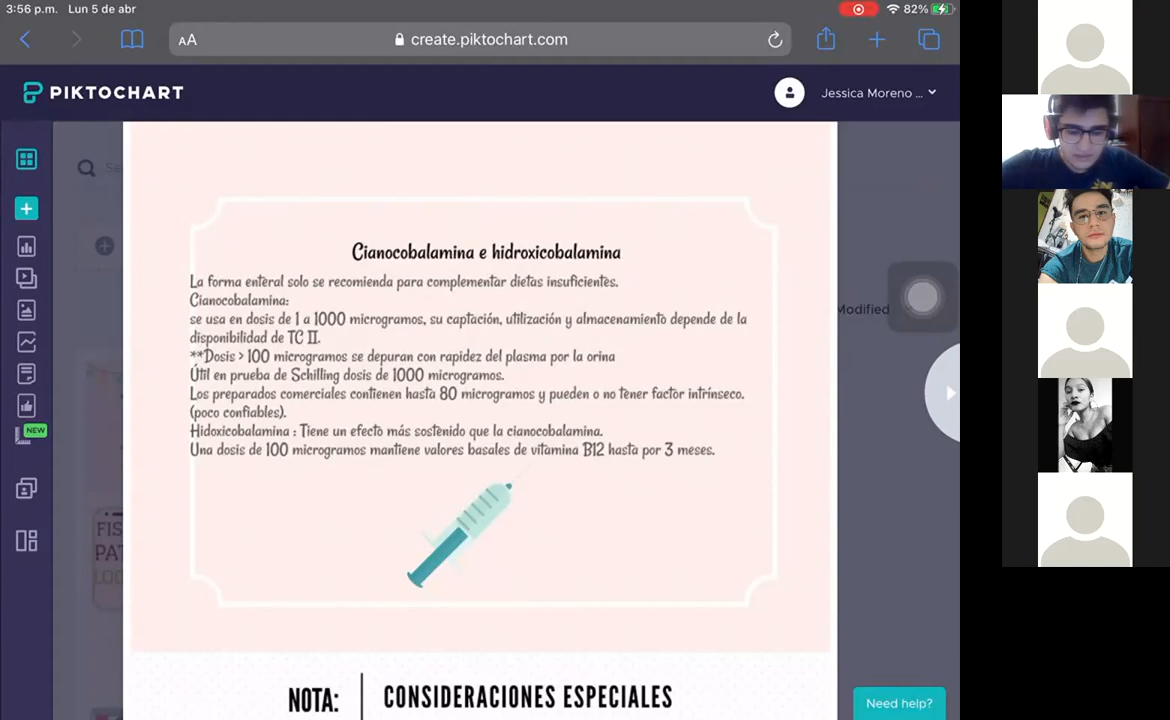 3:56 p.m. Lun 5 de abr
82%
AA
create.piktochart.com
PIKTOCHART
Jessica Moreno ...
Se
Cianocobalamina e hidroxicobalamina
La forma enteral solo se recomienda para complementar dietas insuficientes.
Cianocobalamina:
se usa en dosis de 1 a 1000 microgramos, su captación, utilización y almacenamiento depende de la
disponibilidad de TC II.
**Dosis > 100 microgramos se depuran con rapidez del plasma por la orina
Útil en prueba de Schilling dosis de 1000 microgramos.
Los preparados comerciales contienen hasta 80 microgramos y pueden o no tener factor intrínseco.
(poco confiables).
Hidoxicobalamina : Tiene un efecto más sostenido que la cianocobalamina.
Una dosis de 100 microgramos mantiene valores basales de vitamina B12 hasta por 3 meses.
Modified
NEW
FIS
PAT
LOC
NOTA:
CONSIDERACIONES ESPECIALES
Need help?